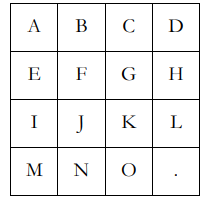 A B C D
E F G H
I J K L
M N O .